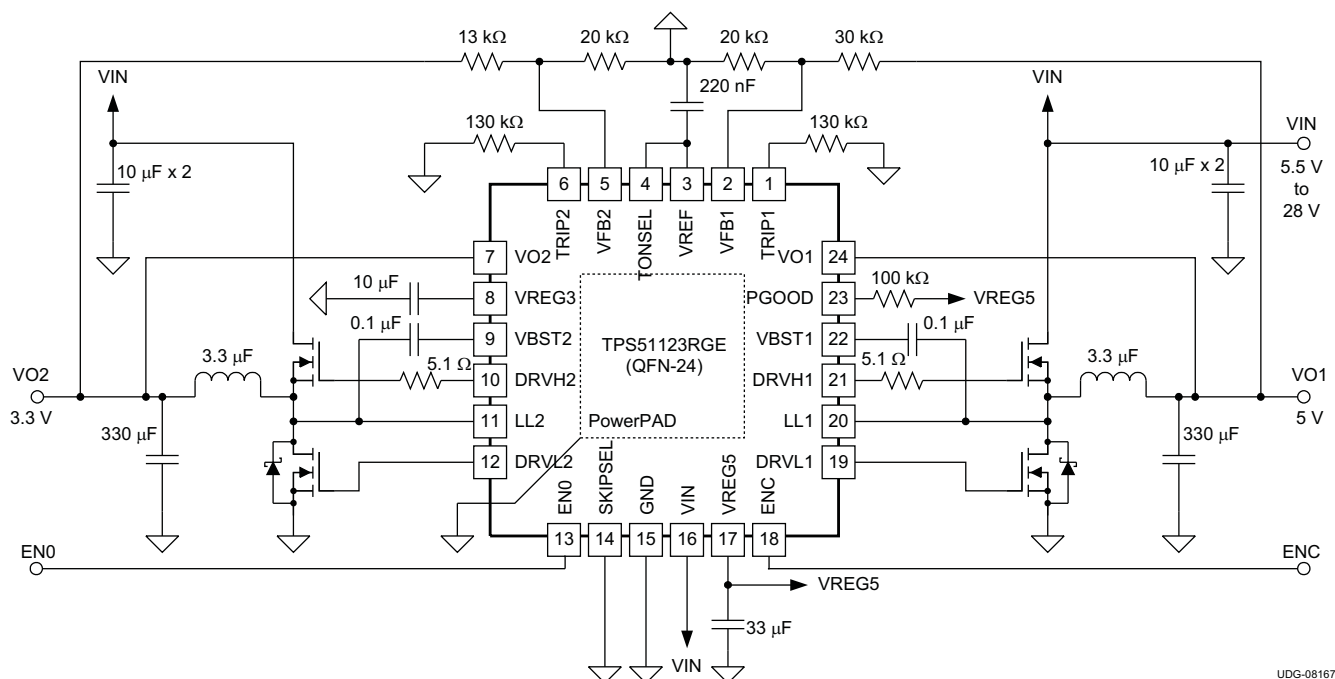 13 kΩ
20 kΩ
20 kΩ
30 kΩ
VIN
220 nF
VIN
VIN
130 kΩ
130 kΩ
10 μF x 2
10 μF x 2
5.5 V
to
28 V
6
5
4
3
2
1
TRIP2
VFB2
TONSEL
VREF
VFB1
TRIP1
7
VO2
VO1
24
10 μF
8
VREG3
PGOOD
23
100 kΩ
VREG5
0.1 μF
9
VBST2
TPS51123RGE
(QFN-24)
VBST1
22
0.1 μF
3.3 μF
5.1 Ω
10
DRVH2
DRVH1
21
5.1 Ω
3.3 μF
VO2
3.3 V
VO1
5 V
330 μF
11
LL2
PowerPAD
LL1
20
330 μF
12
DRVL2
DRVL1
19
EN0
SKIPSEL
GND
VIN
VREG5
ENC
13
14
15
16
17
18
EN0
ENC
VREG5
33 μF
VIN
UDG-08167